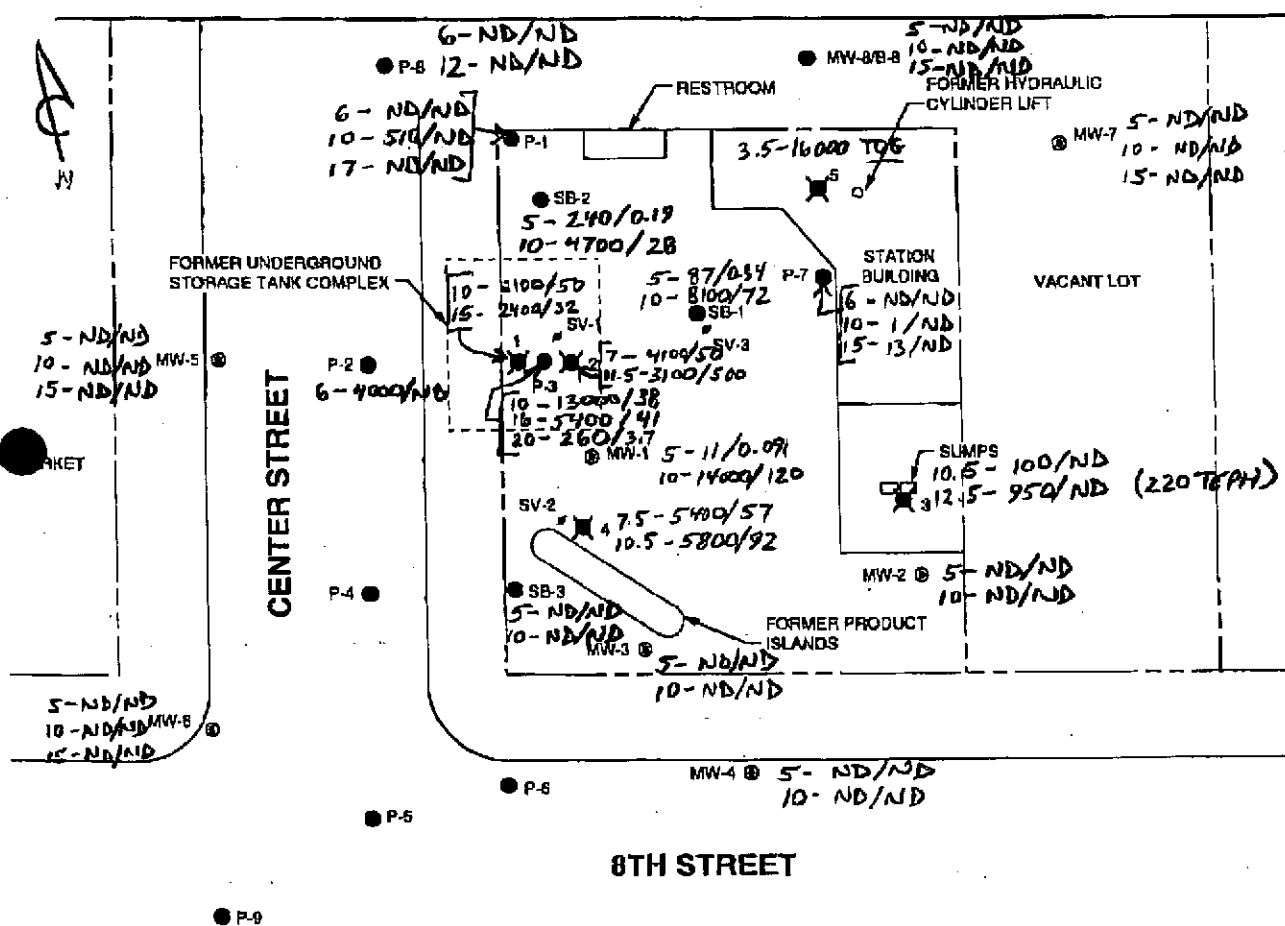 6-ND/ND
P-8 12-ND/ND
5-ND/ND
10-ND/ND
MW-8/B-8
15-ND/ND
RESTROOM
FORMER HYDRAULIC
CYLINDER LIFT
6 - ND/ND
10 - 510/ND
17 - ND/ND
P-1
3.5-16000 TOG
5
MW-7
5-ND/ND
10-ND/ND
15-ND/ND
N
SB-2
5-240/0.19
10-4700/28
FORMER UNDERGROUND
STORAGE TANK COMPLEX
10- /50
15- 2400/32
SV-1
5-87/0.54
10-8100/72
SB-1
SV-3
P-7
STATION
BUILDING
6 - ND/ND
10 - 1/ND
15 - 13/ND
VACANT LOT
5-ND/ND
10-ND/ND
15-ND/ND
MW-5
P-2
6-4000/ND
1
2
P-3
7-4100/50
11.5-3100/500
10-13000/38
16-5400/41
20-260/3.7
MW-1
5-11/0.091
10-14000/120
CENTER STREET
SUMPS
10.5-100/ND
3
12.5-950/ND (220 TEPH)
SV-2
4
7.5-5400/57
10.5-5800/92
MW-2
5-ND/ND
10-ND/ND
P-4
SB-3
5-ND/ND
10-ND/ND
FORMER PRODUCT
ISLANDS
MW-3
5-ND/ND
10-ND/ND
5-ND/ND
10-ND/ND
MW-6
15-ND/ND
MW-4
5-ND/ND
10-ND/ND
P-6
P-5
8TH STREET
P-9